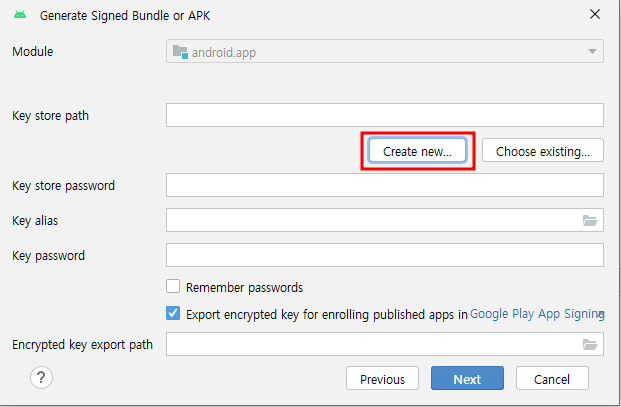 Generate Signed Bundle or APK
Module
android.app
Key store path
Create new...
Choose existing...
Key store password
Key alias
Key password
Remember passwords
Export encrypted key for enrolling published apps in Google Play App Signing
Encrypted key export path
?
Previous
Next
Cancel